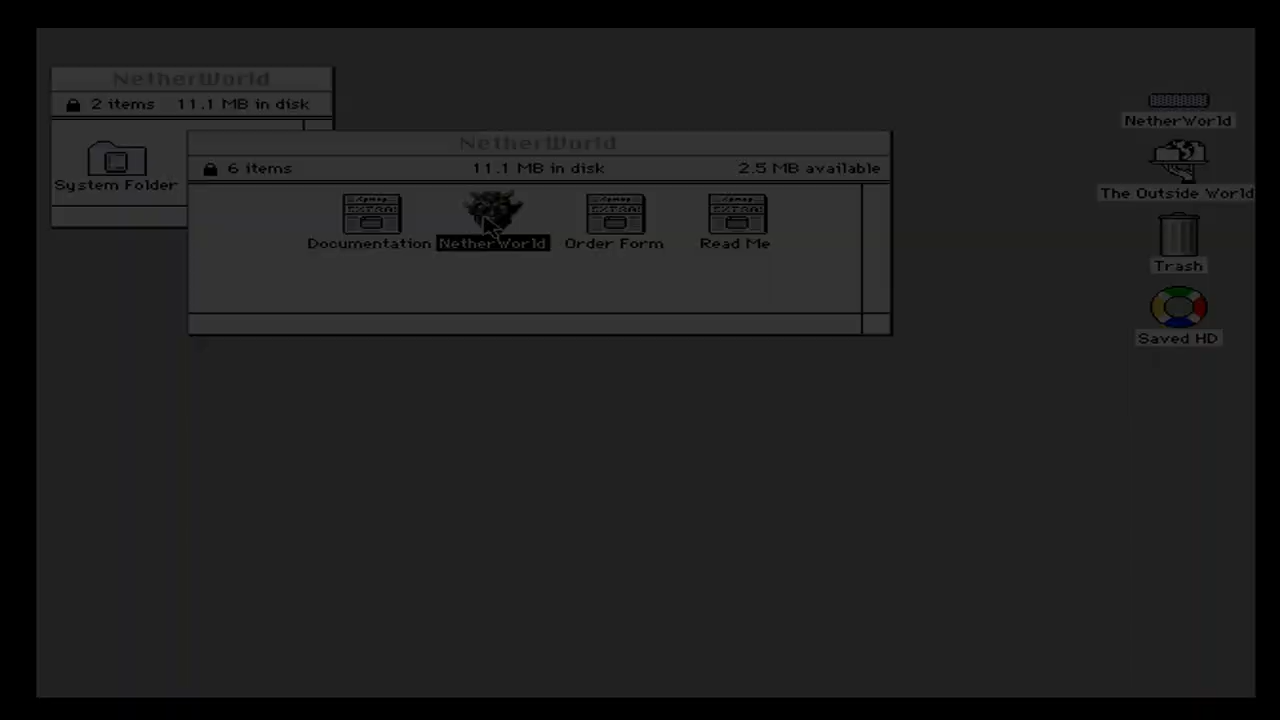 NetherWorld
2 items 11.1 MB in disk
System Folder
NetherWorld
6 items 11.1 MB in disk 2.5 MB available
Documentation NetherWorld Order Form Read Me
NetherWorld
The Outside World
Trash
Saved HD